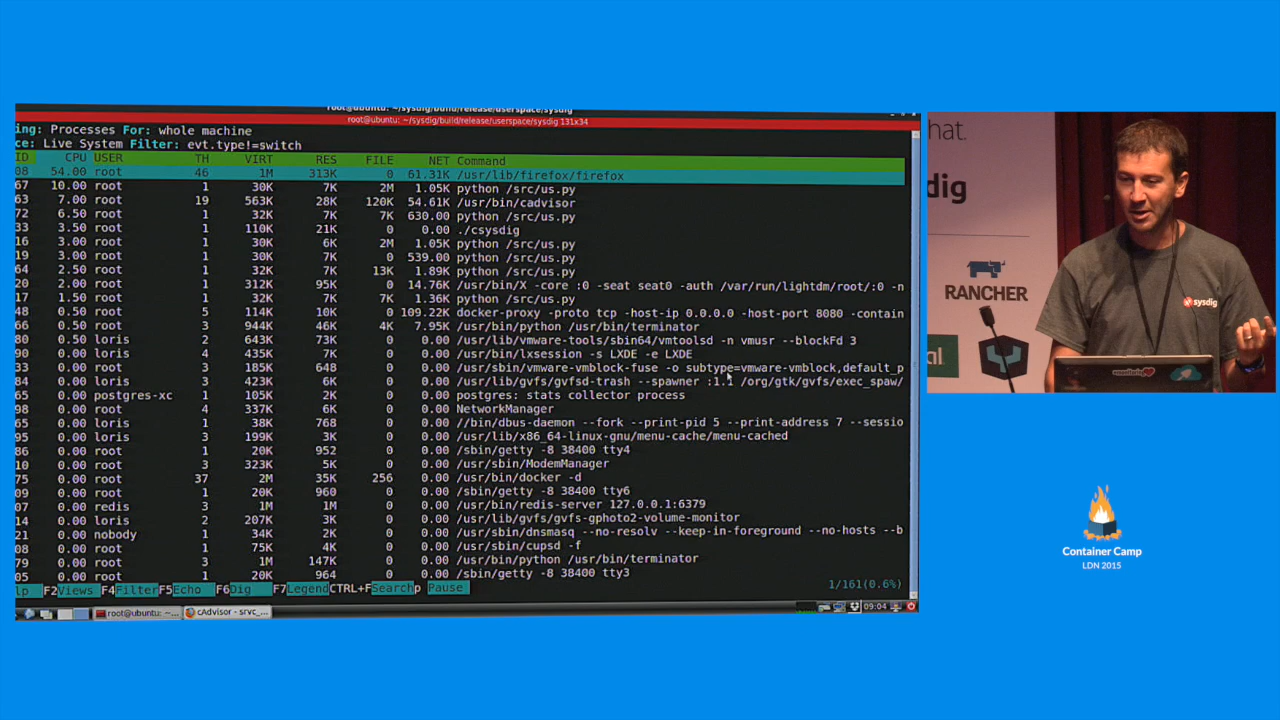 root@ubuntu: ~/sysdig/build/release/userspace/sysdig
root@ubuntu: ~/sysdig/build/release/userspace/sysdig 131x34
ing: Processes For: whole machine
ce: Live System Filter: evt.type!=switch
ID CPU USER TH VIRT RES FILE NET Command
08 54.00 root 46 1M 313K 0 61.31K /usr/lib/firefox/firefox
67 10.00 root 1 30K 7K 2M 1.05K python /src/us.py
63 7.00 root 19 563K 28K 120K 54.61K /usr/bin/cadvisor
72 6.50 root 1 32K 7K 7K 630.00 python /src/us.py
33 3.50 root 1 110K 21K 0 0.00 ./csysdig
16 3.00 root 1 30K 6K 2M 1.05K python /src/us.py
19 3.00 root 1 30K 7K 0 539.00 python /src/us.py
64 2.50 root 1 32K 7K 13K 1.89K python /src/us.py
20 2.00 root 1 312K 95K 0 14.76K /usr/bin/X -core :0 -seat seat0 -auth /var/run/lightdm/root/:0 -n
17 1.50 root 1 32K 7K 7K 1.36K python /src/us.py
48 0.50 root 5 114K 10K 0 109.22K docker-proxy -proto tcp -host-ip 0.0.0.0 -host-port 8080 -contain
66 0.50 root 3 944K 46K 4K 7.95K /usr/bin/python /usr/bin/terminator
80 0.50 loris 2 643K 73K 0 0.00 /usr/lib/vmware-tools/sbin64/vmtoolsd -n vmusr --blockFd 3
90 0.00 loris 4 435K 7K 0 0.00 /usr/bin/lxsession -s LXDE -e LXDE
33 0.00 root 3 185K 648 0 0.00 /usr/sbin/vmware-vmblock-fuse -o subtype=vmware-vmblock,default_p
84 0.00 loris 3 423K 6K 0 0.00 /usr/lib/gvfs/gvfsd-trash --spawner :1.1 /org/gtk/gvfs/exec_spaw/
65 0.00 postgres-xc 1 105K 2K 0 0.00 postgres: stats collector process
98 0.00 root 4 337K 6K 0 0.00 NetworkManager
65 0.00 loris 1 38K 768 0 0.00 //bin/dbus-daemon --fork --print-pid 5 --print-address 7 --sessio
95 0.00 loris 3 199K 3K 0 0.00 /usr/lib/x86_64-linux-gnu/menu-cache/menu-cached
86 0.00 root 1 20K 952 0 0.00 /sbin/getty -8 38400 tty4
10 0.00 root 3 323K 5K 0 0.00 /usr/sbin/ModemManager
75 0.00 root 37 2M 35K 256 0.00 /usr/bin/docker -d
09 0.00 root 1 20K 960 0 0.00 /sbin/getty -8 38400 tty6
07 0.00 redis 3 1M 1M 0 0.00 /usr/bin/redis-server 127.0.0.1:6379
14 0.00 loris 2 207K 3K 0 0.00 /usr/lib/gvfs/gvfs-gphoto2-volume-monitor
21 0.00 nobody 1 34K 2K 0 0.00 /usr/sbin/dnsmasq --no-resolv --keep-in-foreground --no-hosts --b
08 0.00 root 1 75K 4K 0 0.00 /usr/sbin/cupsd -f
79 0.00 root 3 1M 147K 0 0.00 /usr/bin/python /usr/bin/terminator
05 0.00 root 1 20K 964 0 0.00 /sbin/getty -8 38400 tty3
lp F2Views F4FilterF5Echo F6Dig F7LegendCTRL+FSearchp Pause 1/161(0.6%)
root@ubuntu: ~... cAdvisor - srvc_... 09:04
hat.
dig
RANCHER
al
sysdig
Container Camp
LDN 2015